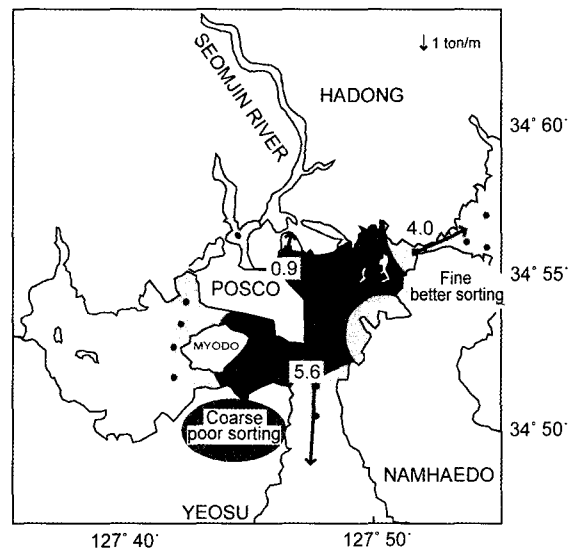 ↓1 ton/m
SEOMJIN RIVER
HADONG
34° 60'
4.0
0.9
34° 55'
Fine
better sorting
POSCO
MYODO
5.6
Coarse
poor sorting
34° 50'
NAMHAEDO
YEOSU
127° 40'
127° 50'